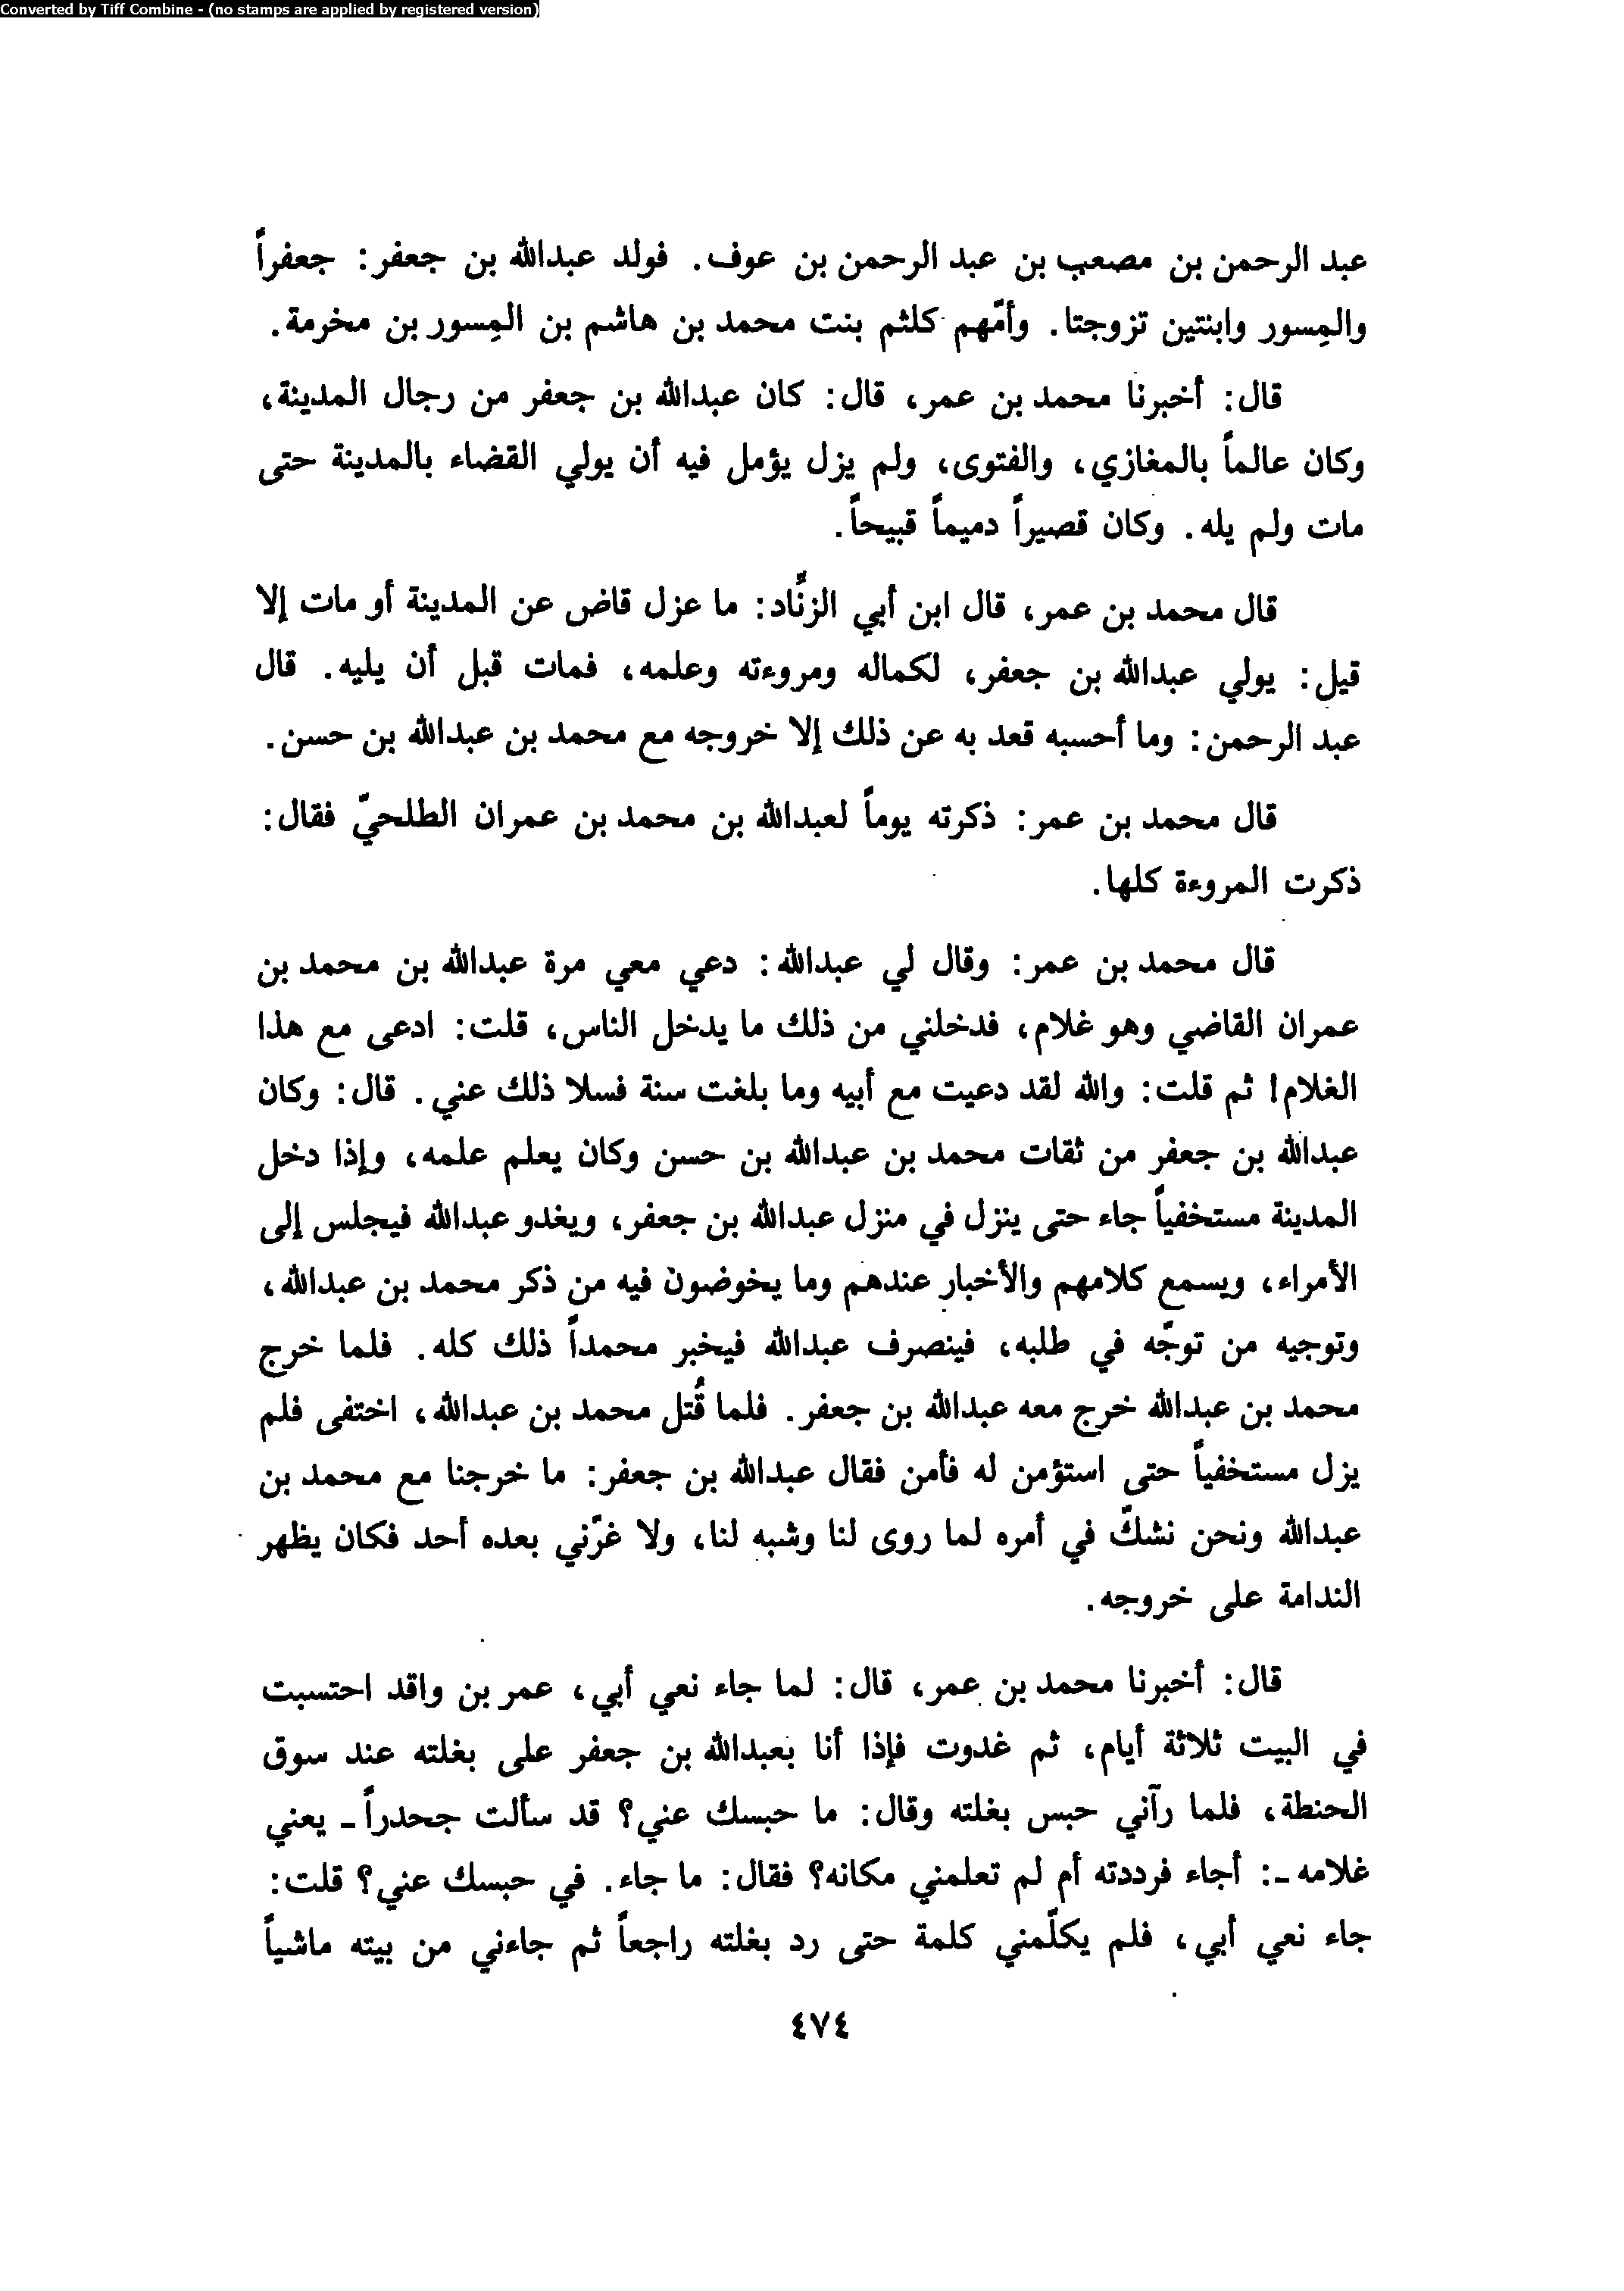 Converted by Tiff Combine - (no stamps are applied by registered version)
عبد الرحمن بن مصعب بن عبد الرحمن بن عوف. فولد عبدالله بن جعفر: جعفراً
والمِسور وابنتين تزوجتا. وأمّهم كلثم بنت محمد بن هاشم بن المِسور بن مخرمة.
قال: أخبرنا محمد بن عمر، قال: كان عبدالله بن جعفر من رجال المدينة،
وكان عالماً بالمغازي، والفتوى، ولم يزل يؤمل فيه أن يولي القضاء بالمدينة حتى
مات ولم يله. وكان قصيراً دميماً قبيحاً.
قال محمد بن عمر، قال ابن أبي الزنَّاد: ما عزل قاض عن المدينة أو مات إلا
قيل: يولي عبدالله بن جعفر، لكماله ومروءته وعلمه، فمات قبل أن يليه. قال
عبد الرحمن: وما أحسبه قعد به عن ذلك إلا خروجه مع محمد بن عبدالله بن حسن.
قال محمد بن عمر: ذكرته يوماً لعبدالله بن محمد بن عمران الطلحيّ فقال:
ذكرت المروءة كلها.
قال محمد بن عمر: وقال لي عبدالله: دعي معي مرة عبدالله بن محمد بن
عمران القاضي وهو غلام، فدخلني من ذلك ما يدخل الناس، قلت: ادعى مع هذا
الغلام! ثم قلت: والله لقد دعيت مع أبيه وما بلغت سنة فسلا ذلك عني. قال: وكان
عبدالله بن جعفر من ثقات محمد بن عبدالله بن حسن وكان يعلم علمه، وإذا دخل
المدينة مستخفياً جاء حتى ينزل في منزل عبدالله بن جعفر، ويغدو عبدالله فيجلس إلى
الأمراء، ويسمع كلامهم والأخبار عندهم وما يخوضون فيه من ذكر محمد بن عبدالله،
وتوجيه من توجّه في طلبه، فينصرف عبدالله فيخبر محمداً ذلك كله. فلما خرج
محمد بن عبدالله خرج معه عبدالله بن جعفر. فلما قُتل محمد بن عبدالله، اختفى فلم
يزل مستخفياً حتى استؤمن له فأمن فقال عبدالله بن جعفر: ما خرجنا مع محمد بن
عبدالله ونحن نشكّ في أمره لما روى لنا وشبه لنا، ولا غرّني بعده أحد فكان يظهر
الندامة على خروجه.
قال: أخبرنا محمد بن عمر، قال: لما جاء نعي أبي، عمر بن واقد احتسبت
في البيت ثلاثة أيام، ثم غدوت فإذا أنا بعبدالله بن جعفر على بغلته عند سوق
الحنطة، فلما رآني حبس بغلته وقال: ما حبسك عني؟ قد سألت جحدراً ـ يعني
غلامه ـ: أجاء فرددته أم لم تعلمني مكانه؟ فقال: ما جاء. في حبسك عني؟ قلت:
جاء نعي أبي، فلم يكلّمني كلمة حتى رد بغلته راجعاً ثم جاءني من بيته ماشياً
٤٧٤